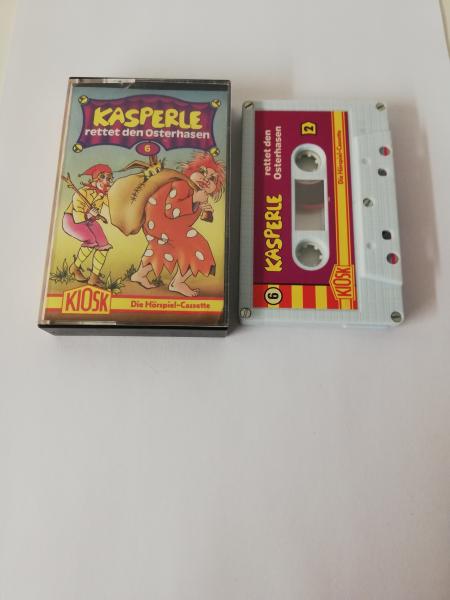 KASPERLE
rettet den Osterhasen
6
KIOSK
Die Hörspiel-Cassette
6
KASPERLE
rettet den
Osterhasen
2
KIOSK
Die Hörspiel-Cassette